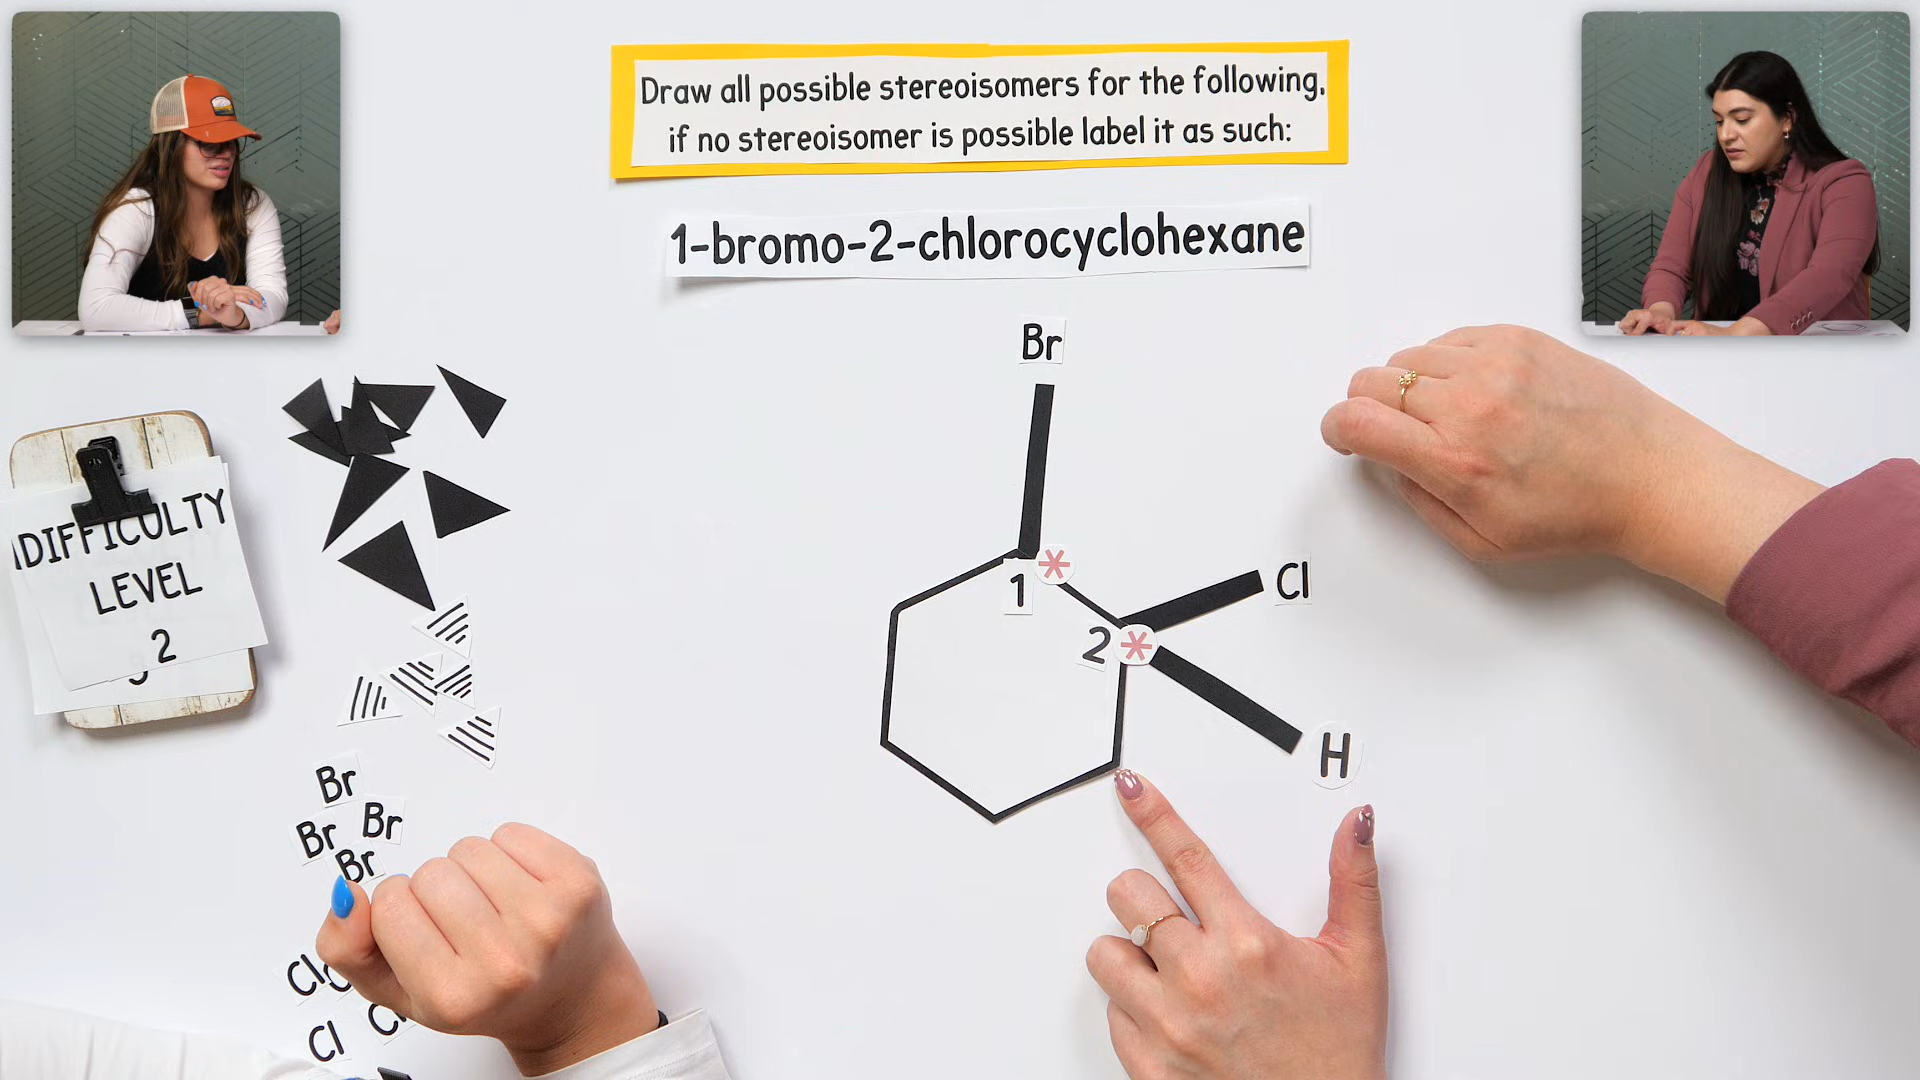 Draw all possible stereoisomers for the following,
if no stereoisomer is possible label it as such:
1-bromo-2-chlorocyclohexane
Br
1
*
Cl
2
*
H
DIFFICULTY
LEVEL
2
Br
Br
Br
Br
Cl
Cl